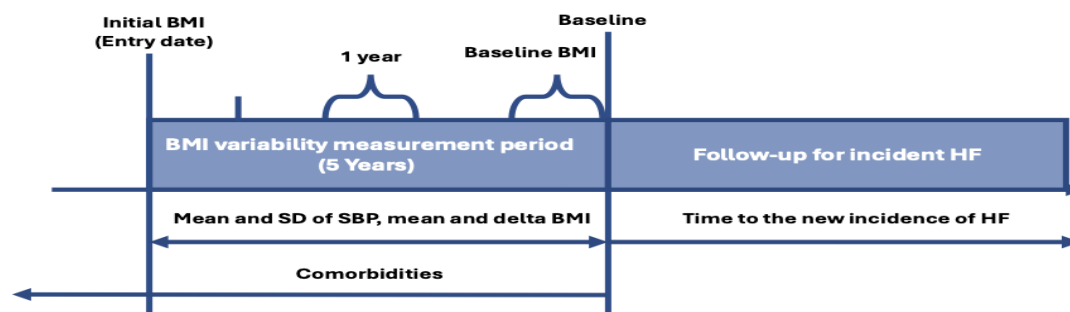 Initial BMI
(Entry date)
Baseline
1 year
Baseline BMI
BMI variability measurement period
(5 Years)
Follow-up for incident HF
Mean and SD of SBP, mean and delta BMI
Time to the new incidence of HF
Comorbidities